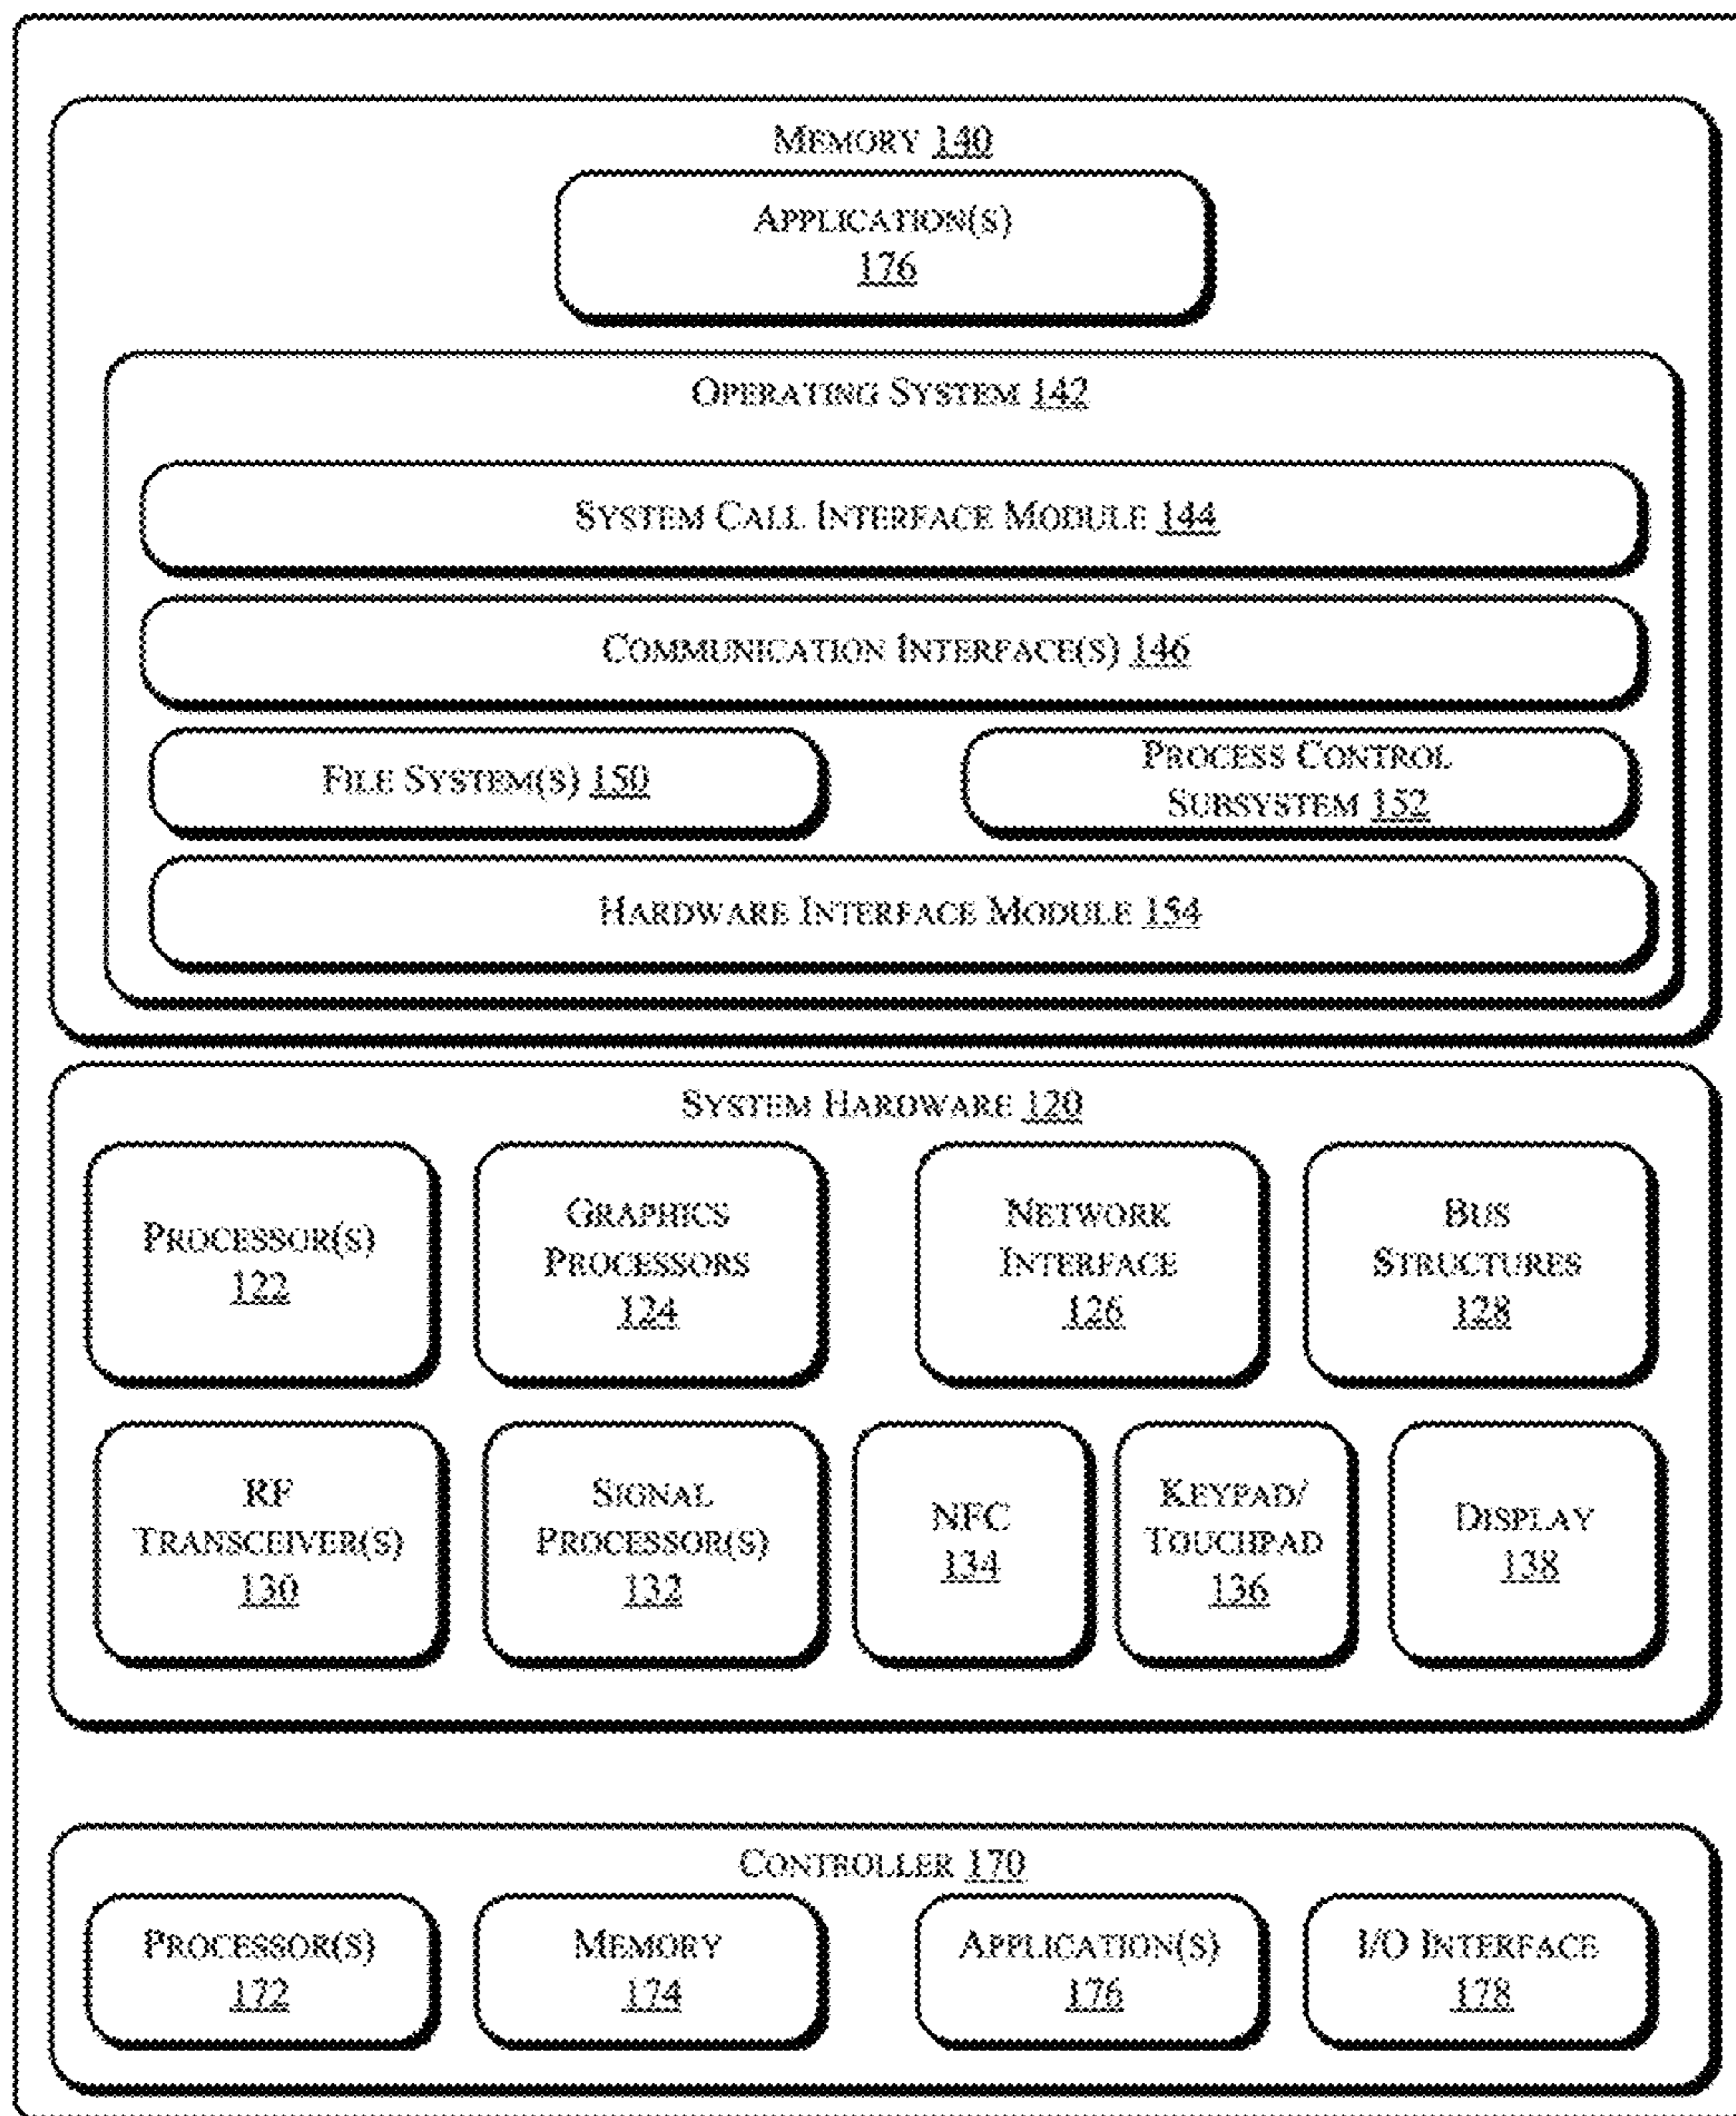 MEMORY 140
APPLICATION(S)
176
OPERATING SYSTEM 142
SYSTEM CALL INTERFACE MODULE 144
COMMUNICATION INTERFACE(S) 146
FILE SYSTEM(S) 150
PROCESS CONTROL
SUBSYSTEM 152
HARDWARE INTERFACE MODULE 154
SYSTEM HARDWARE 120
PROCESSOR(S)
122
GRAPHICS
PROCESSORS
124
NETWORK
INTERFACE
126
BUS
STRUCTURES
128
RF
TRANSCEIVER(S)
130
SIGNAL
PROCESSOR(S)
132
NFC
134
KEYPAD/
TOUCHPAD
136
DISPLAY
138
CONTROLLER 170
PROCESSOR(S)
172
MEMORY
174
APPLICATION(S)
176
I/O INTERFACE
178